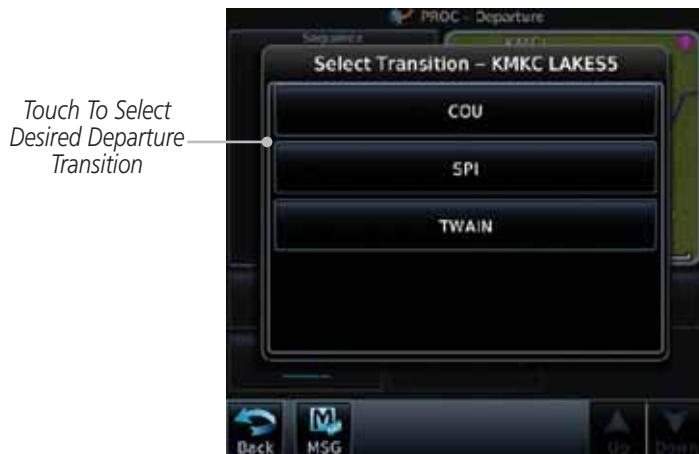 PROC - Departure
Sequence
Select Transition – KMKC LAKES5
Touch To Select
Desired Departure
Transition
COU
SPI
TWAIN
Back
MSG
Up
Down